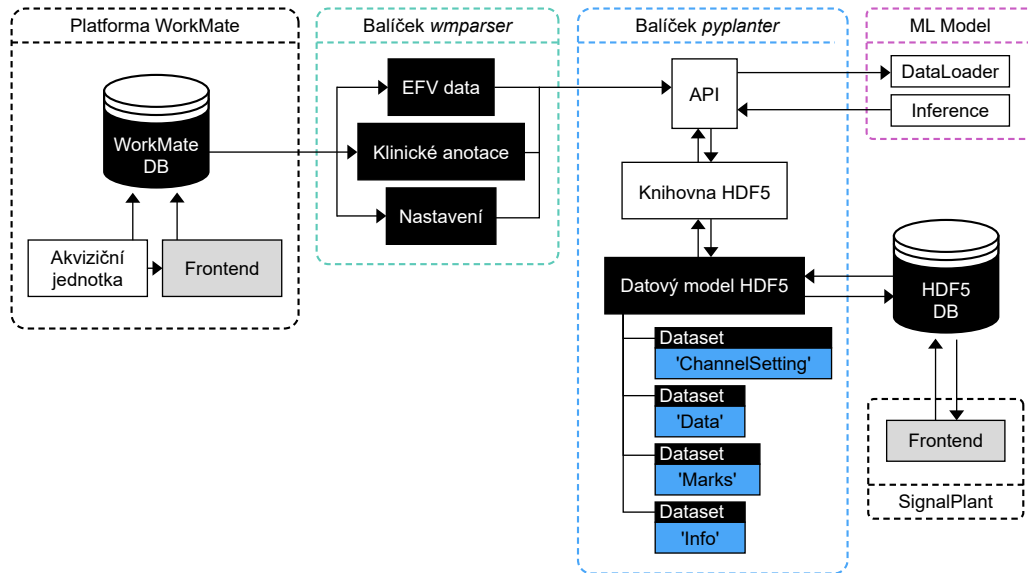 Platforma WorkMate
WorkMate
DB
Akviziční
jednotka
Frontend
Balíček wmparser
EFV data
Klinické anotace
Nastavení
Balíček pyplanter
API
Knihovna HDF5
Datový model HDF5
Dataset
'ChannelSetting'
Dataset
'Data'
Dataset
'Marks'
Dataset
'Info'
ML Model
DataLoader
Inference
HDF5
DB
Frontend
SignalPlant